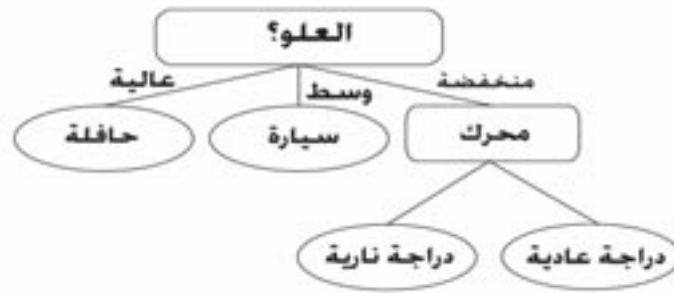 العلو؟
منخفضة
وسط
عالية
محرك
سيارة
حافلة
دراجة عادية
دراجة نارية